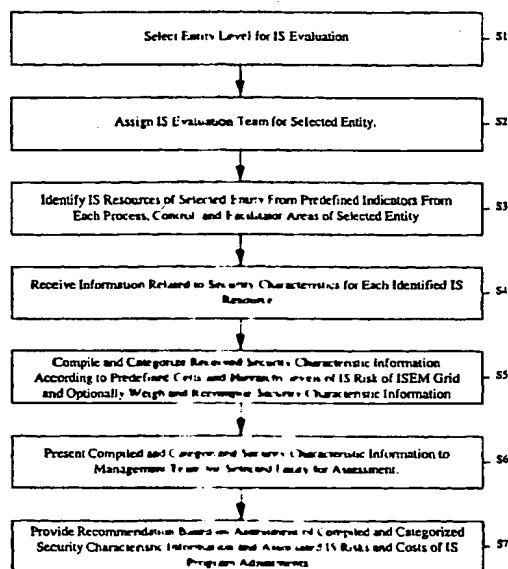 Select Entity Level for IS Evaluation
S1
Assign IS Evaluation Team for Selected Entity.
S2
Identify IS Resources of Selected Entity From Predefined Indicators From
Each Process, Control and Facilitator Areas of Selected Entity
S3
Receive Information Related to Security Characteristics for Each Identified IS
Resource
S4
Compile and Categorize Received Security Characteristic Information
According to Predefined Cells and Hierarchy Levels of IS Risk of ISEM Grid
and Optionally Weigh and Security Characteristic Information
S5
Present Compiled and Categorized Security Characteristic Information to
Management Team for Selected Entity for Assessment.
S6
Provide Recommendation Based on Assessment of Compiled and Categorized
Security Characteristic Information and Associated IS Risks and Costs of IS
Program Adjustments
S7